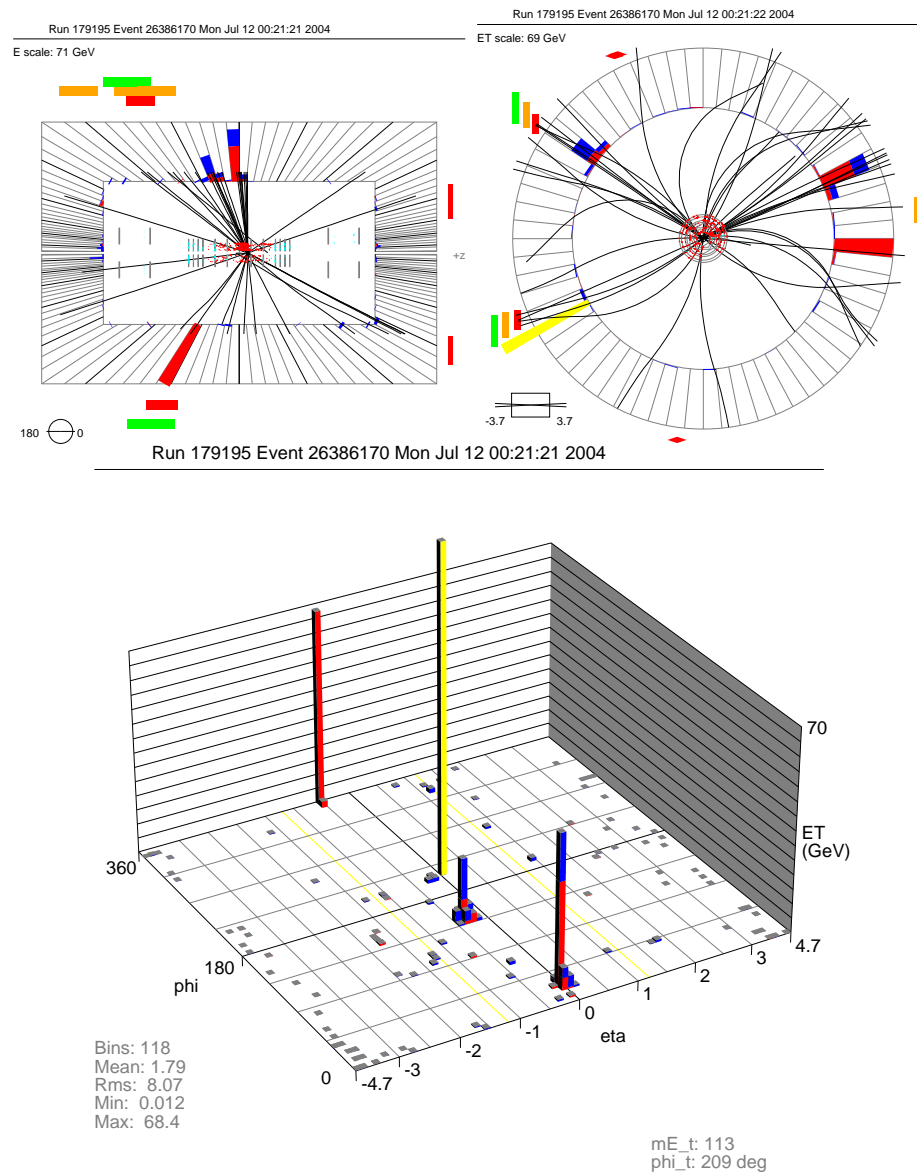 Run 179195 Event 26386170 Mon Jul 12 00:21:21 2004
E scale: 71 GeV
Run 179195 Event 26386170 Mon Jul 12 00:21:22 2004
ET scale: 69 GeV
+z
180 0
-3.7 3.7
Run 179195 Event 26386170 Mon Jul 12 00:21:21 2004
70
ET
(GeV)
360
180
phi
0
-4.7
-3
-2
-1
0
1
2
3
4.7
eta
Bins: 118
Mean: 1.79
Rms: 8.07
Min: 0.012
Max: 68.4
mE_t: 113
phi_t: 209 deg